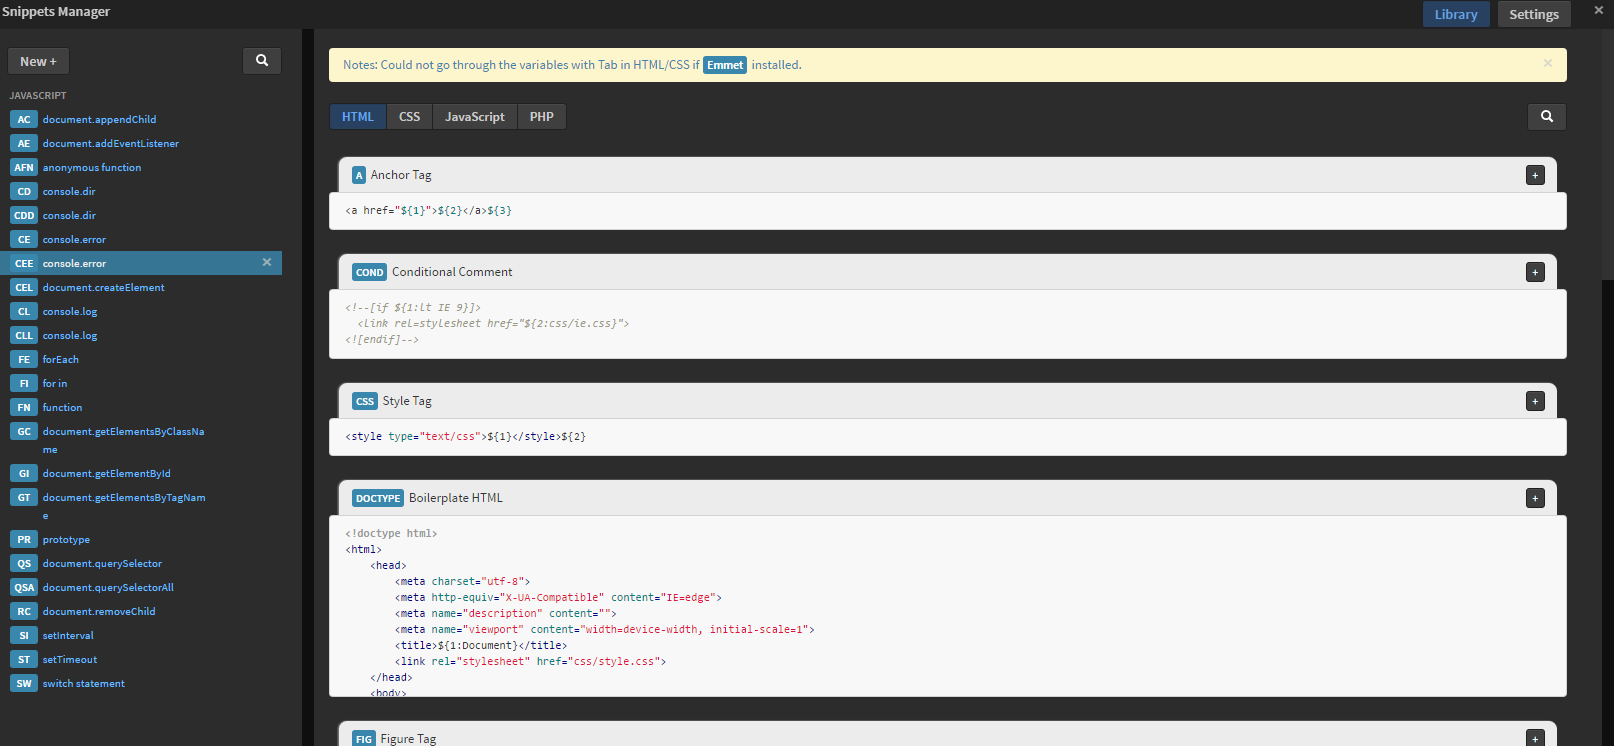 Snippets Manager
Library
Settings
×
New +
JAVASCRIPT
AC document.appendChild
AE document.addEventListener
AFN anonymous function
CD console.dir
CDD console.dir
CE console.error
CEE console.error ×
CEL document.createElement
CL console.log
CLL console.log
FE forEach
FI for in
FN function
GC document.getElementsByClassNa
me
GI document.getElementById
GT document.getElementsByTagNam
e
PR prototype
QS document.querySelector
QSA document.querySelectorAll
RC document.removeChild
SI setInterval
ST setTimeout
SW switch statement
Notes: Could not go through the variables with Tab in HTML/CSS if Emmet installed. ×
HTML CSS JavaScript PHP
A Anchor Tag +
<a href="${1}">${2}</a>${3}
COND Conditional Comment +
<!--[if ${1:lt IE 9}]>
<link rel=stylesheet href="${2:css/ie.css}">
<![endif]-->
CSS Style Tag +
<style type="text/css">${1}</style>${2}
DOCTYPE Boilerplate HTML +
<!doctype html>
<html>
<head>
<meta charset="utf-8">
<meta http-equiv="X-UA-Compatible" content="IE=edge">
<meta name="description" content="">
<meta name="viewport" content="width=device-width, initial-scale=1">
<title>${1:Document}</title>
<link rel="stylesheet" href="css/style.css">
</head>
<body>
FIG Figure Tag +